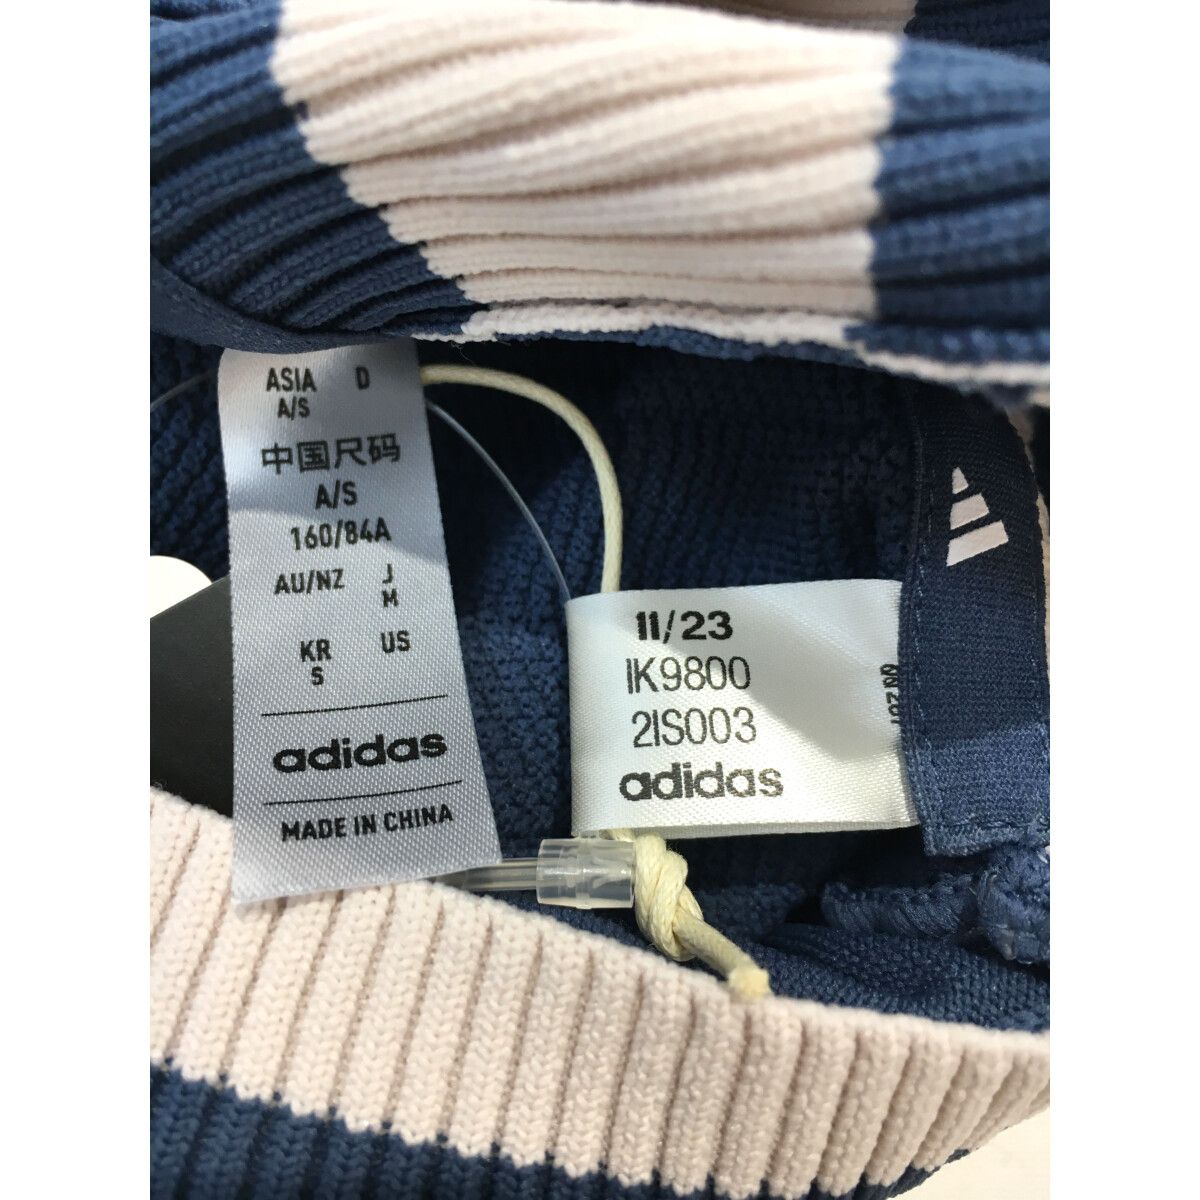 ASIA D
A/S
中国尺码
A/S
160/84A
AU/NZ J
M
KR US
S
adidas
MADE IN CHINA
11/23
IK9800
2IS003
adidas